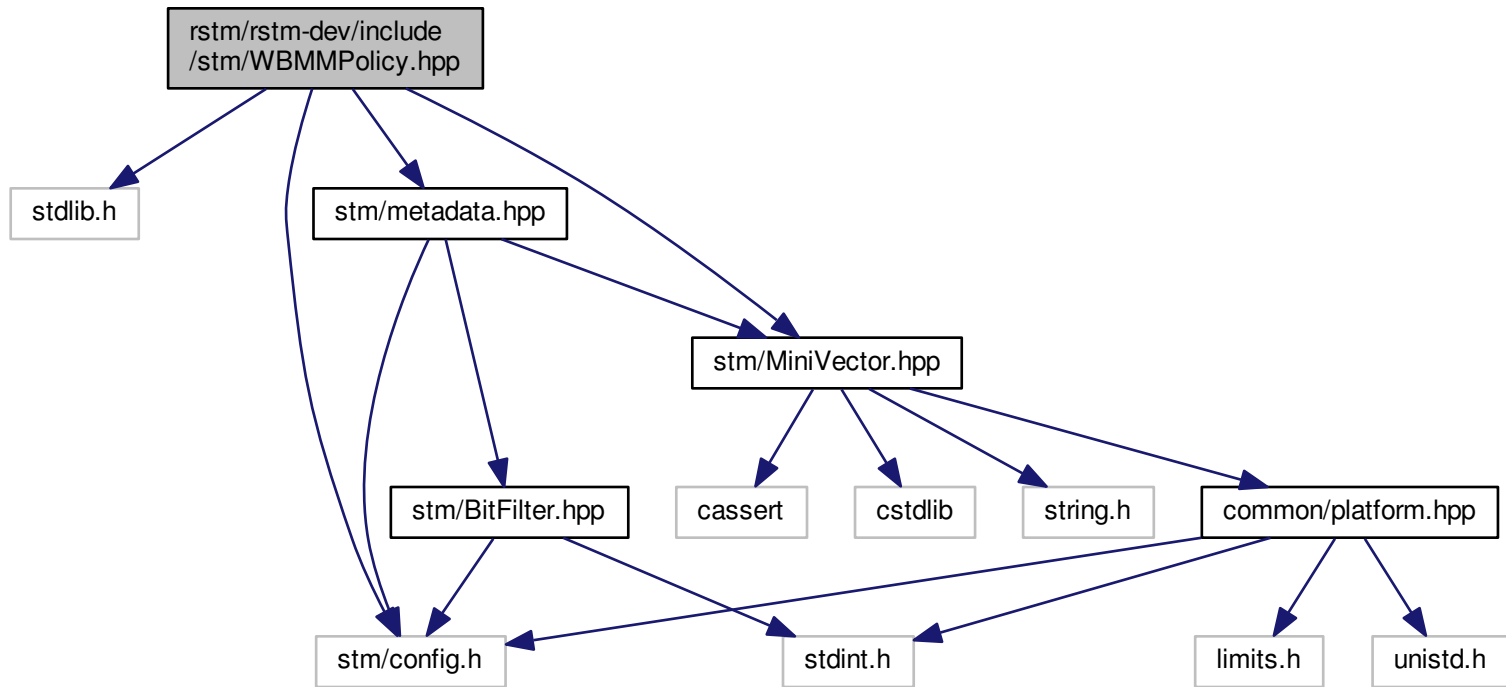 rstm/rstm-dev/include
/stm/WBMMPolicy.hpp
stdlib.h
stm/metadata.hpp
stm/MiniVector.hpp
stm/BitFilter.hpp
cassert
cstdlib
string.h
common/platform.hpp
stm/config.h
stdint.h
limits.h
unistd.h